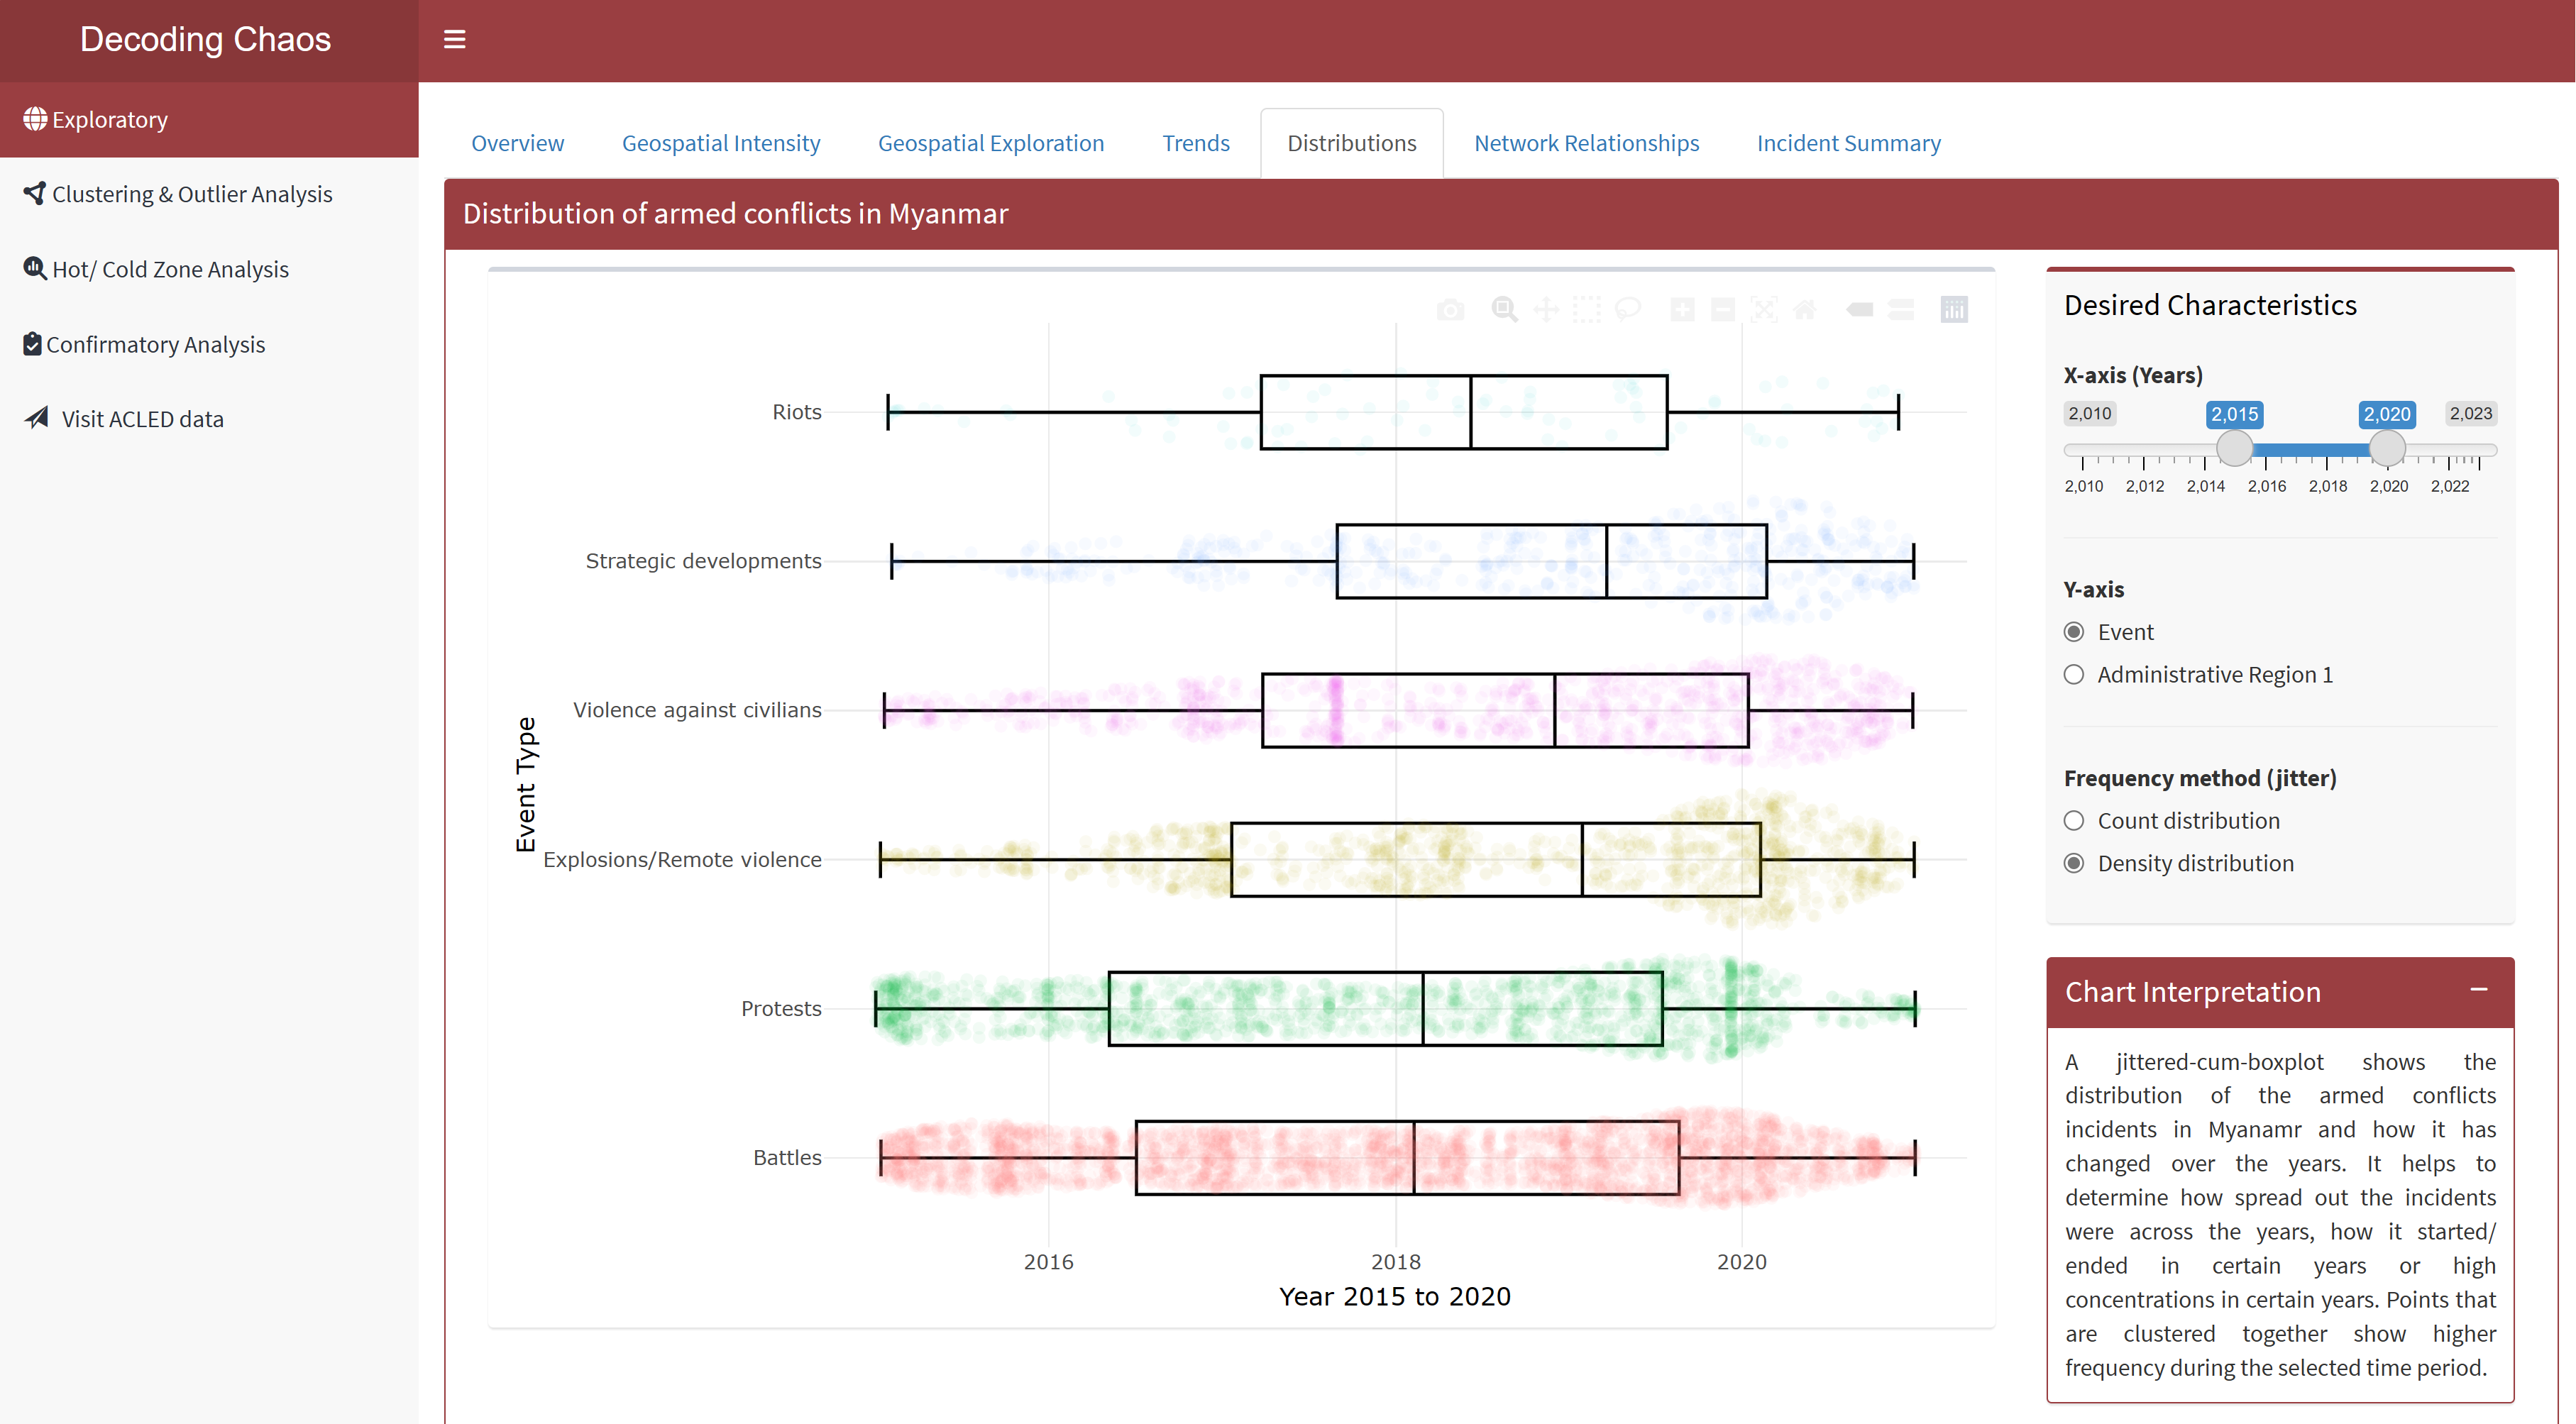 Decoding Chaos
Exploratory
Clustering & Outlier Analysis
Hot/ Cold Zone Analysis
Confirmatory Analysis
Visit ACLED data
Overview
Geospatial Intensity
Geospatial Exploration
Trends
Distributions
Network Relationships
Incident Summary
Distribution of armed conflicts in Myanmar
Event Type
Riots
Strategic developments
Violence against civilians
Explosions/Remote violence
Protests
Battles
2016
2018
2020
Year 2015 to 2020
Desired Characteristics
X-axis (Years)
2,010
2,015
2,020
2,023
2,010
2,012
2,014
2,016
2,018
2,020
2,022
Y-axis
Event
Administrative Region 1
Frequency method (jitter)
Count distribution
Density distribution
Chart Interpretation
A jittered-cum-boxplot shows the
distribution of the armed conflicts
incidents in Myanamr and how it has
changed over the years. It helps to
determine how spread out the incidents
were across the years, how it started/
ended in certain years or high
concentrations in certain years. Points that
are clustered together show higher
frequency during the selected time period.